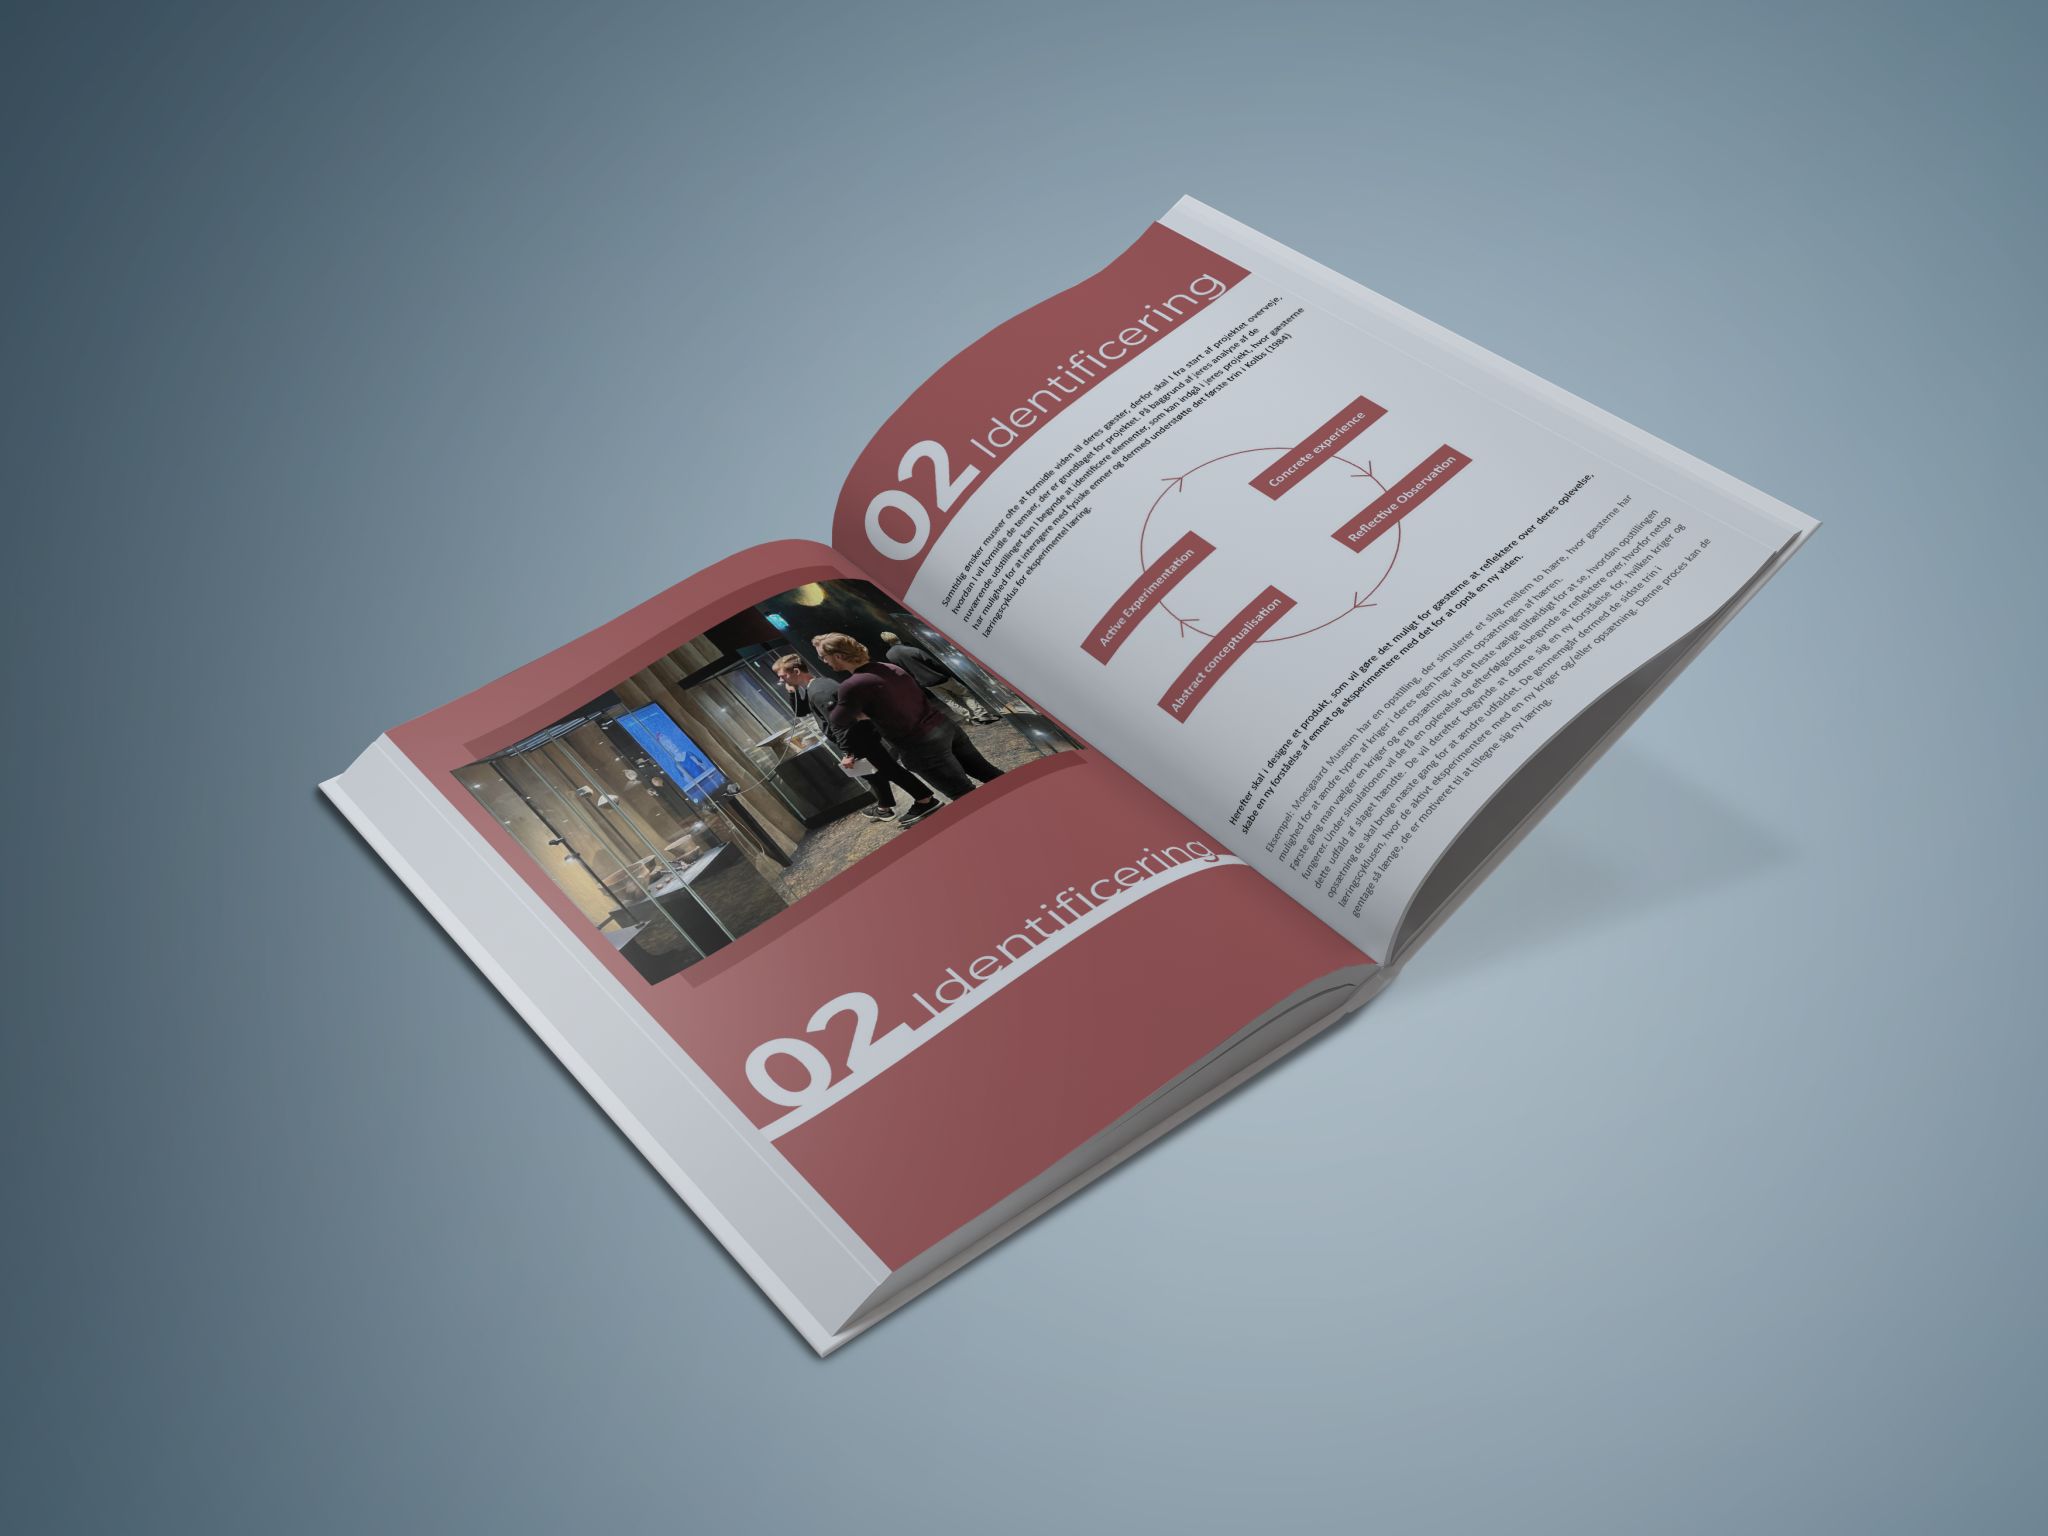 02 Identificering
02 Identificering
Samtidig ønsker museer ofte at formidle viden til deres gæster, derfor skal I fra start af projektet overveje,
hvordan I vil formidle de temaer, der er grundlaget for projektet. På baggrund af jeres analyse af de
nuværende udstillinger kan I begynde at identificere elementer, som kan indgå i jeres projekt, hvor gæsterne
har mulighed for at interagere med fysiske emner og dermed understøtte det første trin i Kolbs (1984)
læringscyklus for eksperimentel læring.
Concrete experience
Reflective Observation
Active Experimentation
Abstract conceptualisation
Herefter skal i designe et produkt, som vil gøre det muligt for gæsterne at reflektere over deres oplevelse,
skabe en ny forståelse af emnet og eksperimentere med det for at opnå en ny viden.
Eksempel: Moesgaard Museum har en opstilling, der simulerer et slag mellem to hære, hvor gæsterne har
mulighed for at ændre typen af kriger i deres egen hær samt opsætningen af hæren.
Første gang man vælger en kriger og en opsætning, vil de fleste vælge tilfældigt for at se, hvordan opstillingen
fungerer. Under simulationen vil de få en oplevelse og efterfølgende begynde at reflektere over, hvorfor netop
dette udfald af slaget hændte. De vil derefter begynde at danne sig en ny forståelse for, hvilken kriger og
opsætning de skal bruge næste gang for at ændre udfaldet. De gennemgår dermed de sidste trin i
læringscyklusen, hvor de aktivt eksperimentere med en ny kriger og/eller opsætning. Denne proces kan de
gentage så længe, de er motiveret til at tilegne sig ny læring.